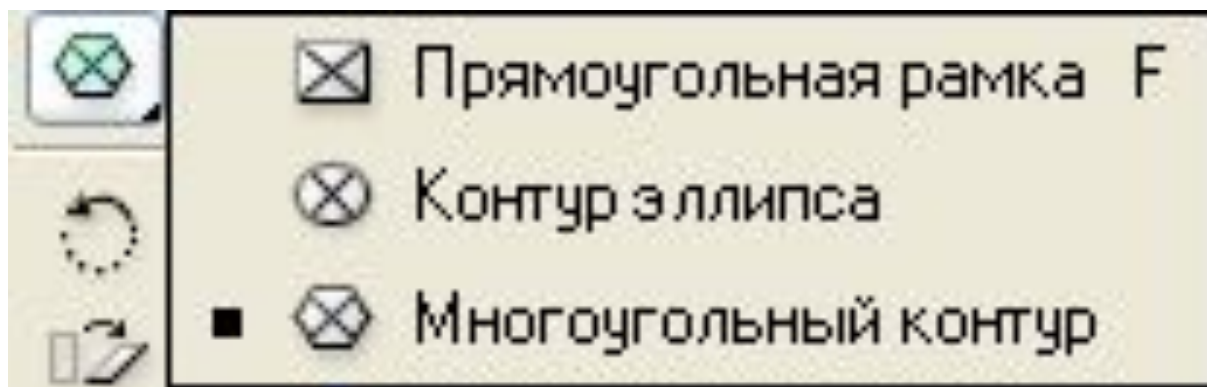 Прямоугольная рамка F
Контур эллипса
Многоугольный контур